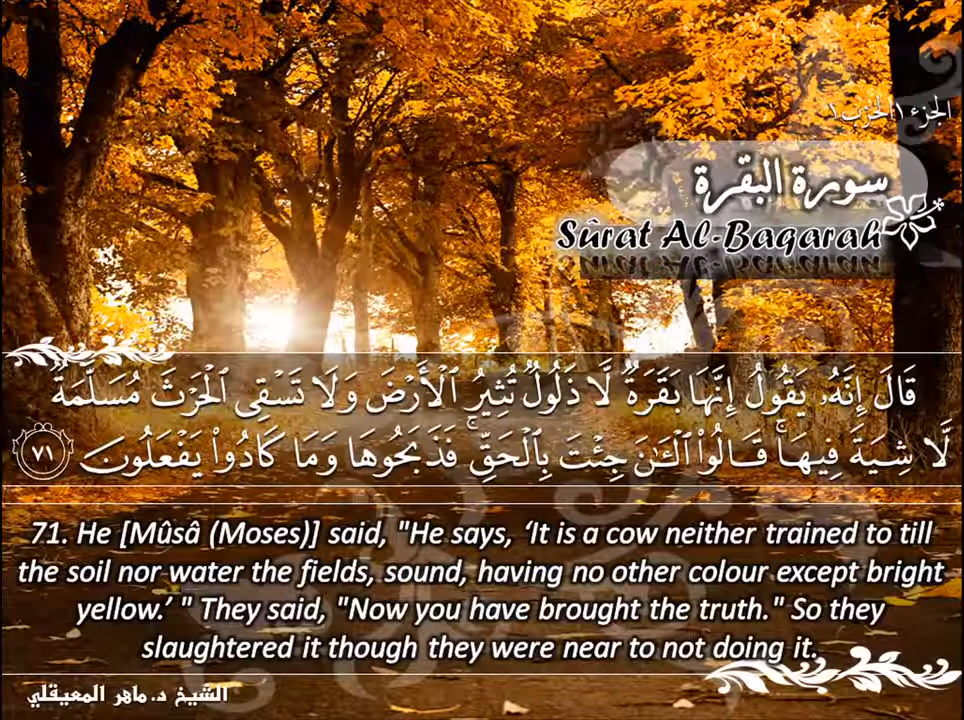 الجزء ١ الحزب ١
سورة البقرة
Sûrat Al-Baqarah
قَالَ إِنَّهُۥ يَقُولُ إِنَّهَا بَقَرَةٌ لَّا ذَلُولٌ تُثِيرُ ٱلْأَرْضَ وَلَا تَسْقِى ٱلْحَرْثَ مُسَلَّمَةٌ
لَّا شِيَةَ فِيهَا ۚ قَالُوا۟ ٱلْـَٰٔنَ جِئْتَ بِٱلْحَقِّ ۚ فَذَبَحُوهَا وَمَا كَادُوا۟ يَفْعَلُونَ ٧١
71. He [Mûsâ (Moses)] said, "He says, ‘It is a cow neither trained to till
the soil nor water the fields, sound, having no other colour except bright
yellow.’ " They said, "Now you have brought the truth." So they
slaughtered it though they were near to not doing it.
الشيخ د. ماهر المعيقلي